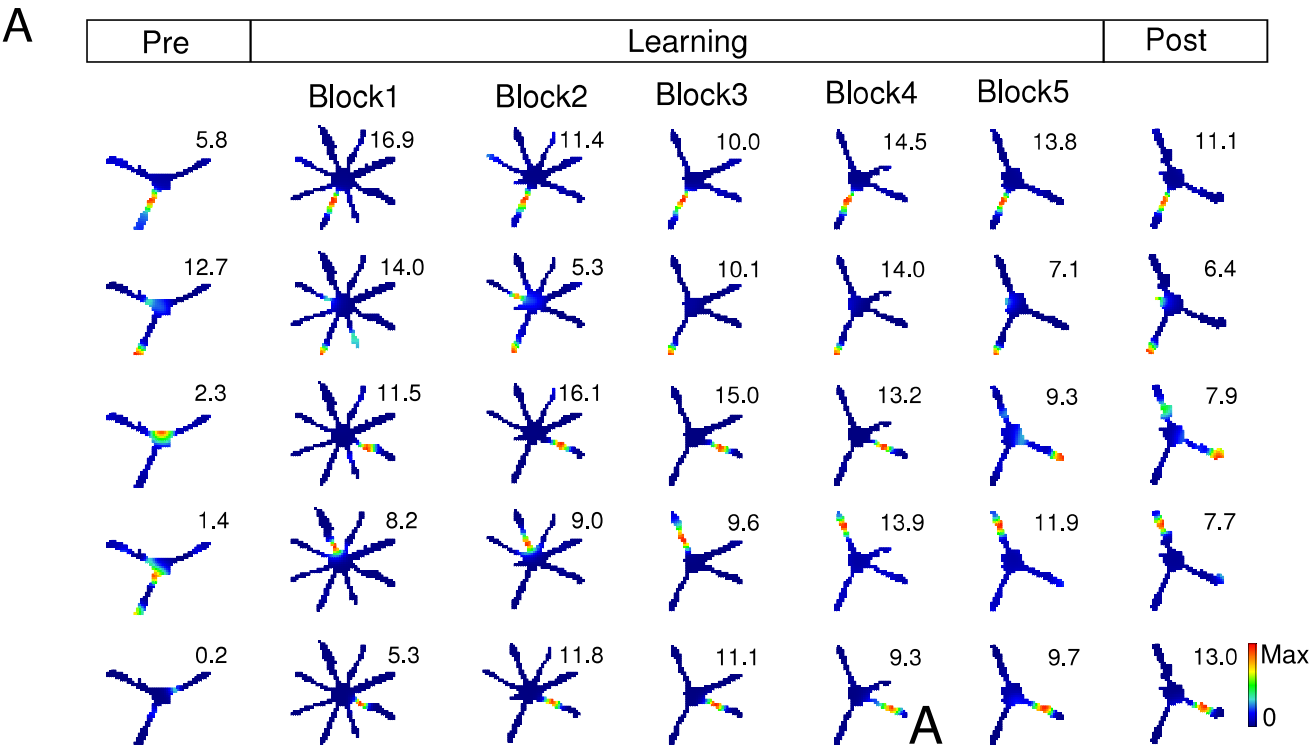 A
Pre Learning Post
Block1 Block2 Block3 Block4 Block5
5.8 16.9 11.4 10.0 14.5 13.8 11.1
12.7 14.0 5.3 10.1 14.0 7.1 6.4
2.3 11.5 16.1 15.0 13.2 9.3 7.9
1.4 8.2 9.0 9.6 13.9 11.9 7.7
0.2 5.3 11.8 11.1 9.3 9.7 13.0 Max
A 0